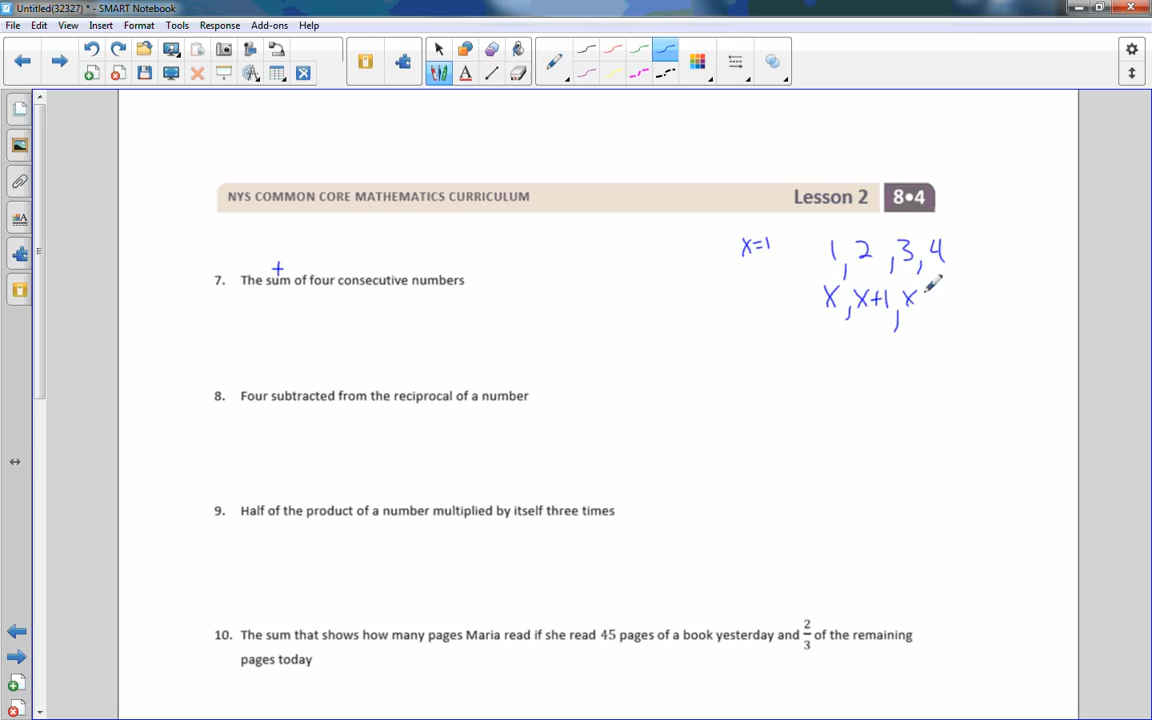 Untitled(32327) * - SMART Notebook
File Edit View Insert Format Tools Response Add-ons Help
NYS COMMON CORE MATHEMATICS CURRICULUM Lesson 2 8•4
x=1 1, 2, 3, 4
+
7. The sum of four consecutive numbers
x, x+1, x
8. Four subtracted from the reciprocal of a number
9. Half of the product of a number multiplied by itself three times
10. The sum that shows how many pages Maria read if she read 45 pages of a book yesterday and 2/3 of the remaining
pages today